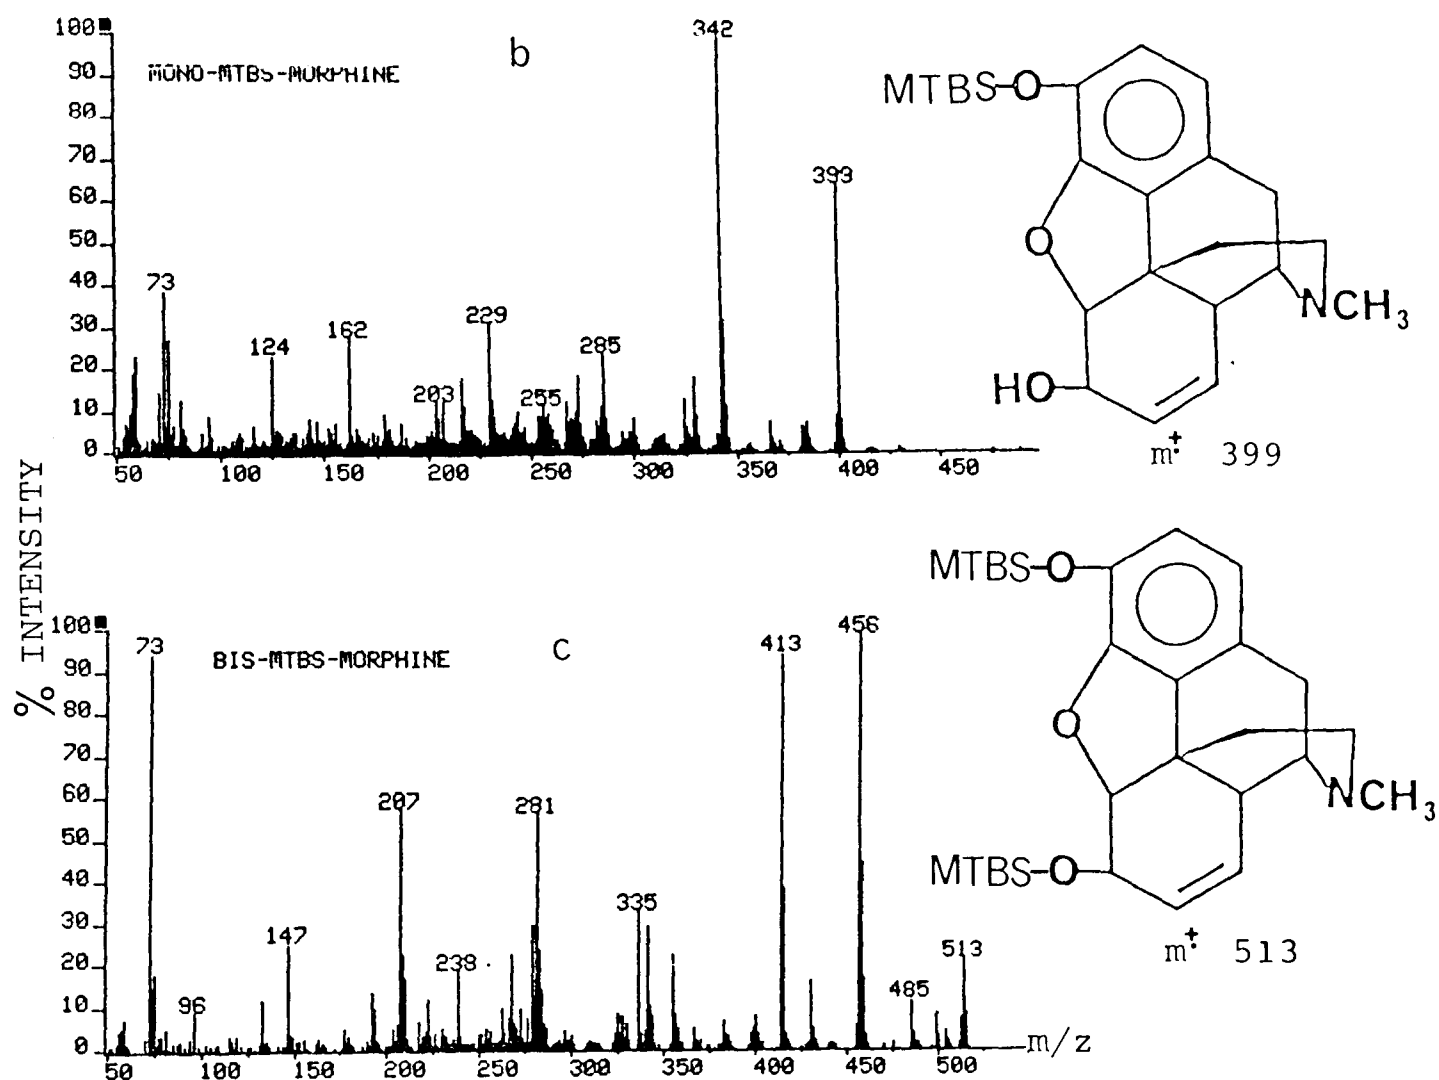 b
MONO-MTBS-MORPHINE
% INTENSITY
100
90
80
70
60
50
40
30
20
10
0
342
399
73
124
162
203
229
255
285
50 100 150 200 250 300 350 400 450
MTBS-O
O
NCH3
HO
m+• 399
c
BIS-MTBS-MORPHINE
100
90
80
70
60
50
40
30
20
10
0
73
96
147
207
238
281
335
413
456
485
513
50 100 150 200 250 300 350 400 450 500
m/z
MTBS-O
O
NCH3
MTBS-O
m+• 513